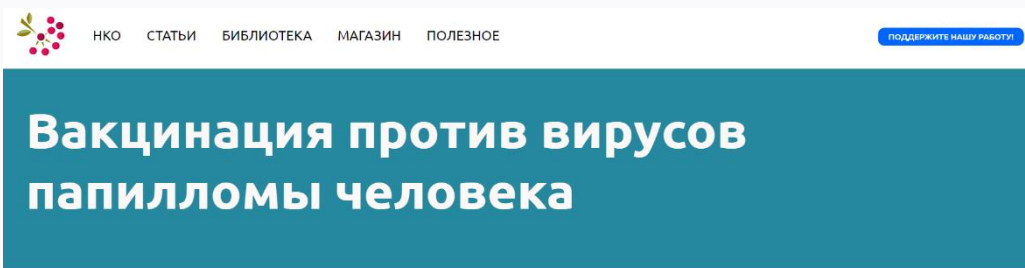 НКО СТАТЬИ БИБЛИОТЕКА МАГАЗИН ПОЛЕЗНОЕ ПОДДЕРЖИТЕ НАШУ РАБОТУ!
Вакцинация против вирусов
папилломы человека